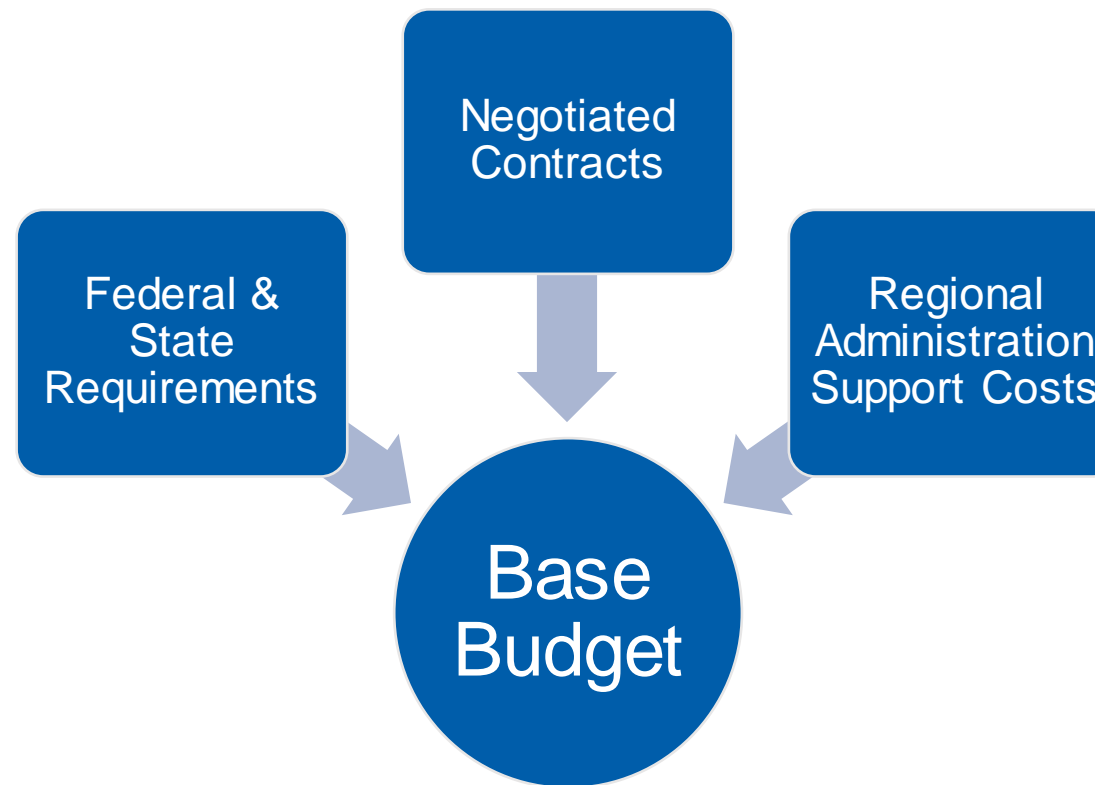 Negotiated
Contracts
Federal &
State
Requirements
Regional
Administration
Support Costs
Base
Budget